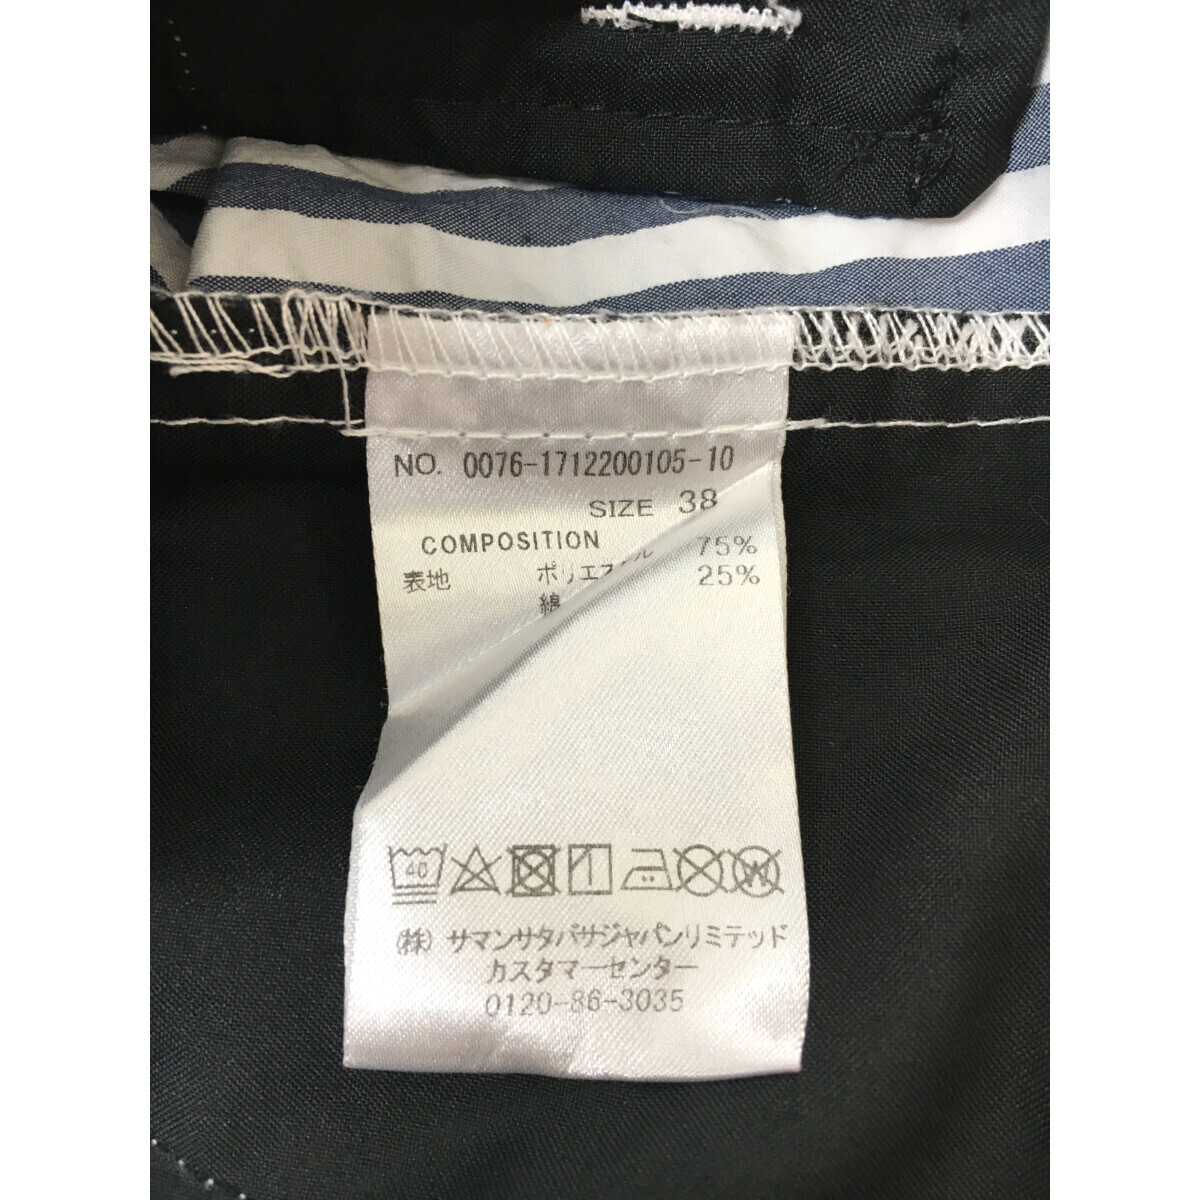 NO. 0076-1712200105-10
SIZE 38
COMPOSITION
表地 ポリエステル 75%
綿 25%
40
(株) サマンサタバサジャパンリミテッド
カスタマーセンター
0120-86-3035